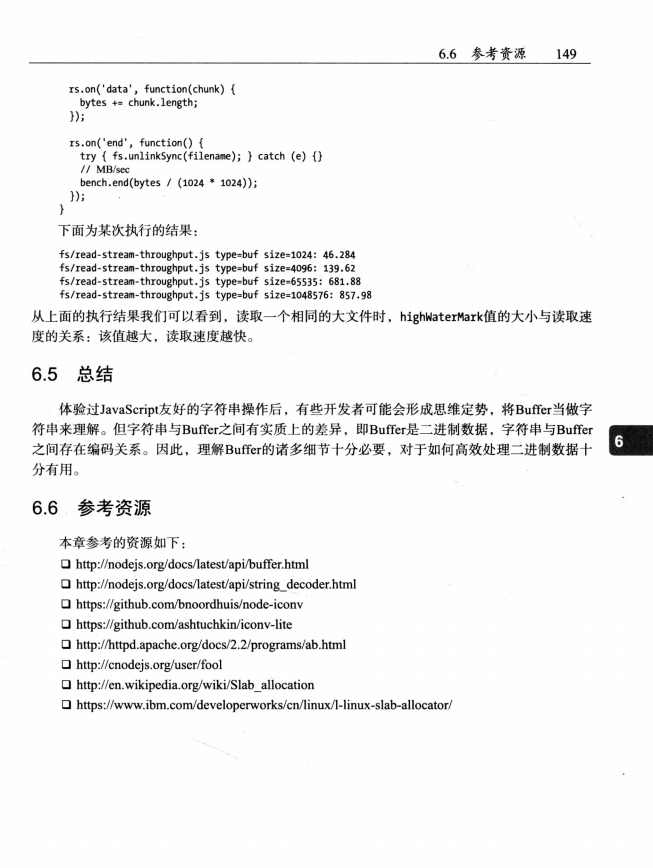 6.6 参考资源 149
rs.on('data', function(chunk) {
bytes += chunk.length;
});
rs.on('end', function() {
try { fs.unlinkSync(filename); } catch (e) {}
// MB/sec
bench.end(bytes / (1024 * 1024));
});
}
下面为某次执行的结果：
fs/read-stream-throughput.js type=buf size=1024: 46.284
fs/read-stream-throughput.js type=buf size=4096: 139.62
fs/read-stream-throughput.js type=buf size=65535: 681.88
fs/read-stream-throughput.js type=buf size=1048576: 857.98
从上面的执行结果我们可以看到，读取一个相同的大文件时，highWaterMark值的大小与读取速
度的关系：该值越大，读取速度越快。
6.5 总结
体验过JavaScript友好的字符串操作后，有些开发者可能会形成思维定势，将Buffer当做字
符串来理解。但字符串与Buffer之间有实质上的差异，即Buffer是二进制数据，字符串与Buffer
之间存在编码关系。因此，理解Buffer的诸多细节十分必要，对于如何高效处理二进制数据十
分有用。
6
6.6 参考资源
本章参考的资源如下：
❑ http://nodejs.org/docs/latest/api/buffer.html
❑ http://nodejs.org/docs/latest/api/string_decoder.html
❑ https://github.com/bnoordhuis/node-iconv
❑ https://github.com/ashtuchkin/iconv-lite
❑ http://httpd.apache.org/docs/2.2/programs/ab.html
❑ http://cnodejs.org/user/fool
❑ http://en.wikipedia.org/wiki/Slab_allocation
❑ https://www.ibm.com/developerworks/cn/linux/l-linux-slab-allocator/